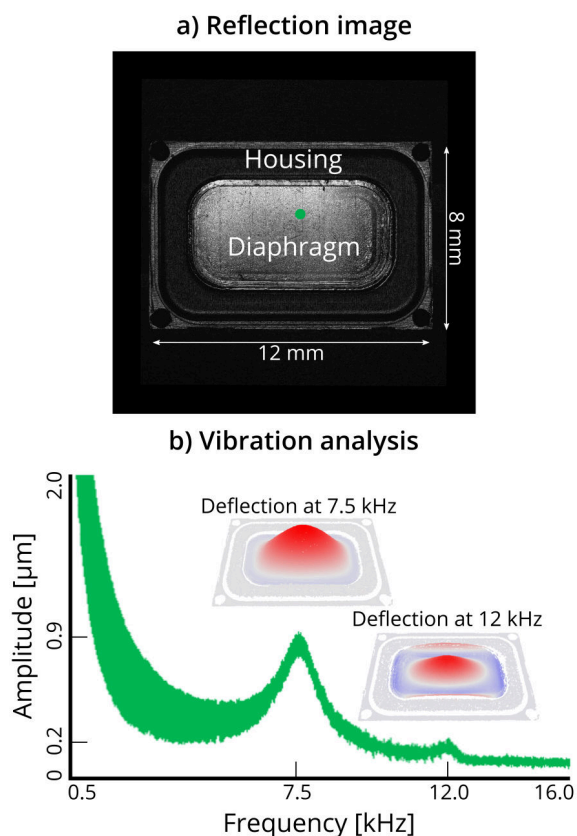 a) Reflection image
Housing
Diaphragm
8 mm
12 mm
b) Vibration analysis
2.0
Deflection at 7.5 kHz
Deflection at 12 kHz
Amplitude [µm]
0.9
0.2
0
0.5
7.5
12.0
16.0
Frequency [kHz]